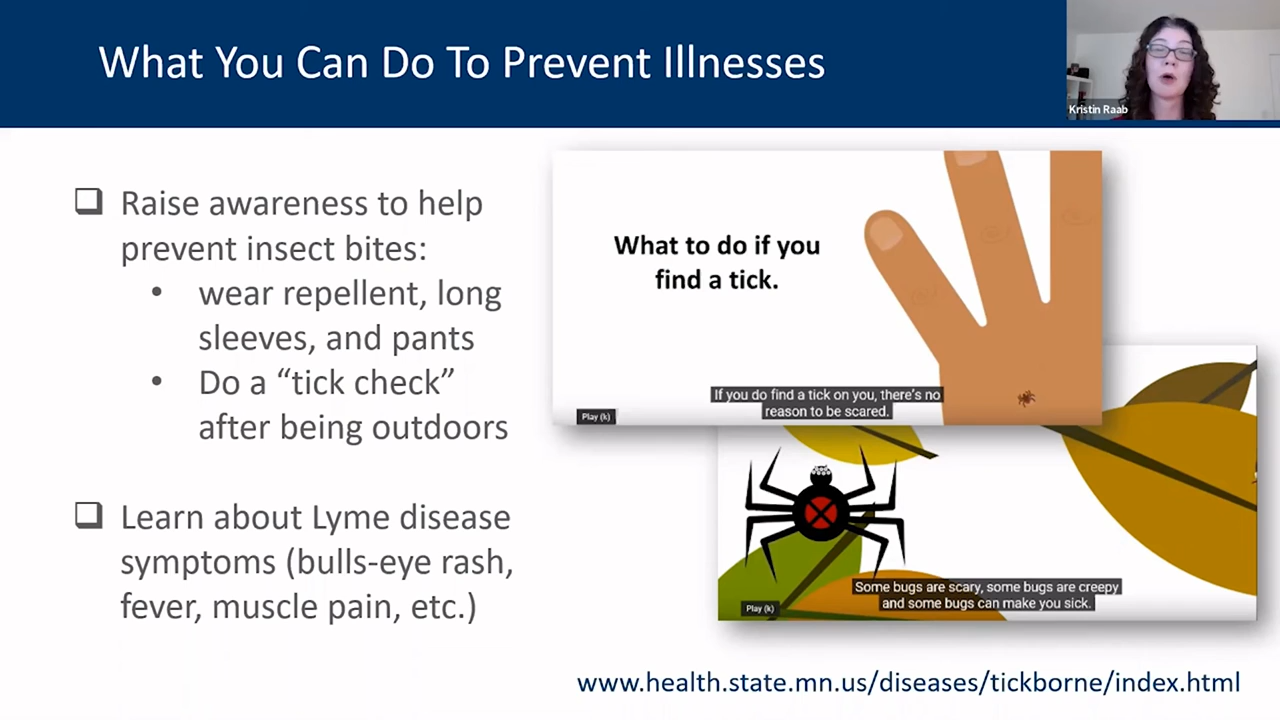 What You Can Do To Prevent Illnesses
Kristin Raab
❑ Raise awareness to help
prevent insect bites:
• wear repellent, long
sleeves, and pants
• Do a “tick check”
after being outdoors
❑ Learn about Lyme disease
symptoms (bulls-eye rash,
fever, muscle pain, etc.)
What to do if you
find a tick.
If you do find a tick on you, there's no
reason to be scared.
Play (k)
Some bugs are scary, some bugs are creepy
and some bugs can make you sick.
Play (k)
www.health.state.mn.us/diseases/tickborne/index.html